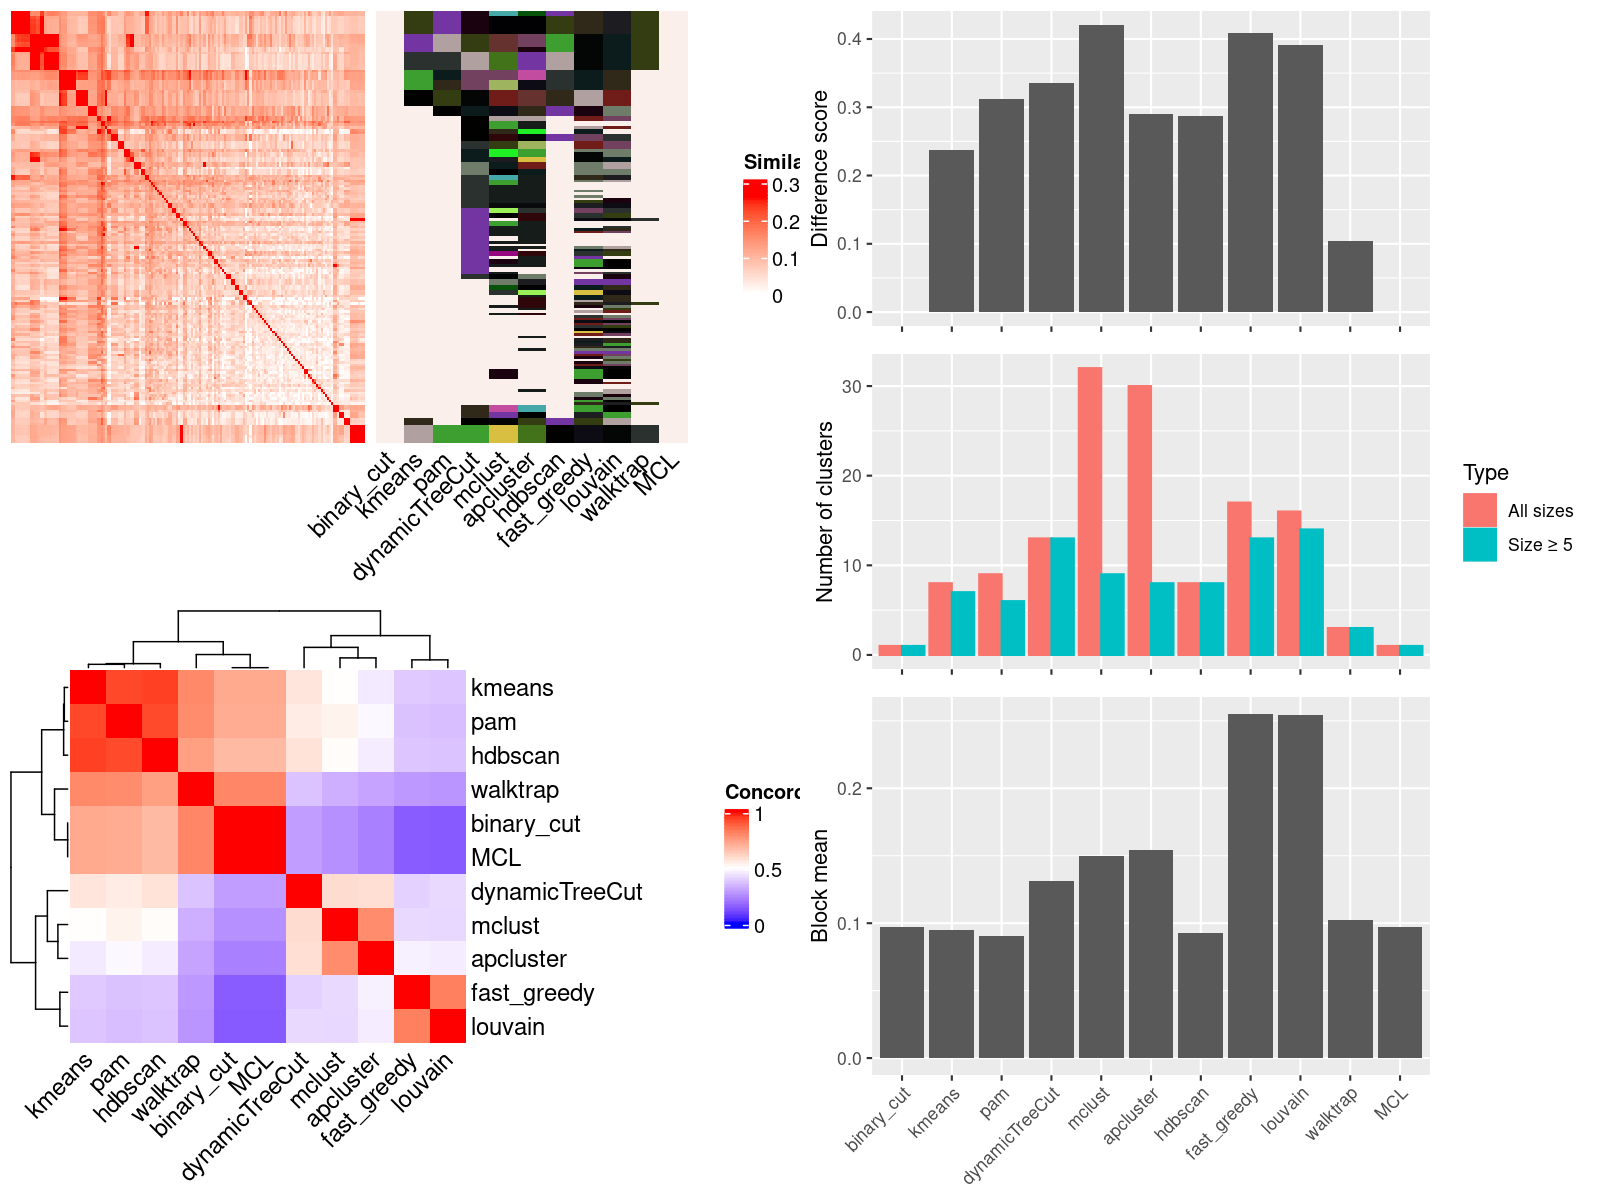 Simila
0.3
0.2
0.1
0
binary_cut
kmeans
pam
dynamicTreeCut
mclust
apcluster
hdbscan
fast_greedy
louvain
walktrap
MCL
kmeans
pam
hdbscan
walktrap
binary_cut
MCL
dynamicTreeCut
mclust
apcluster
fast_greedy
louvain
kmeans
pam
hdbscan
walktrap
binary_cut
MCL
dynamicTreeCut
mclust
apcluster
fast_greedy
louvain
Concord
1
0.5
0
Difference score
0.4
0.3
0.2
0.1
0.0
Number of clusters
30
20
10
0
Type
All sizes
Size ≥ 5
Block mean
0.2
0.1
0.0
binary_cut
kmeans
pam
dynamicTreeCut
mclust
apcluster
hdbscan
fast_greedy
louvain
walktrap
MCL